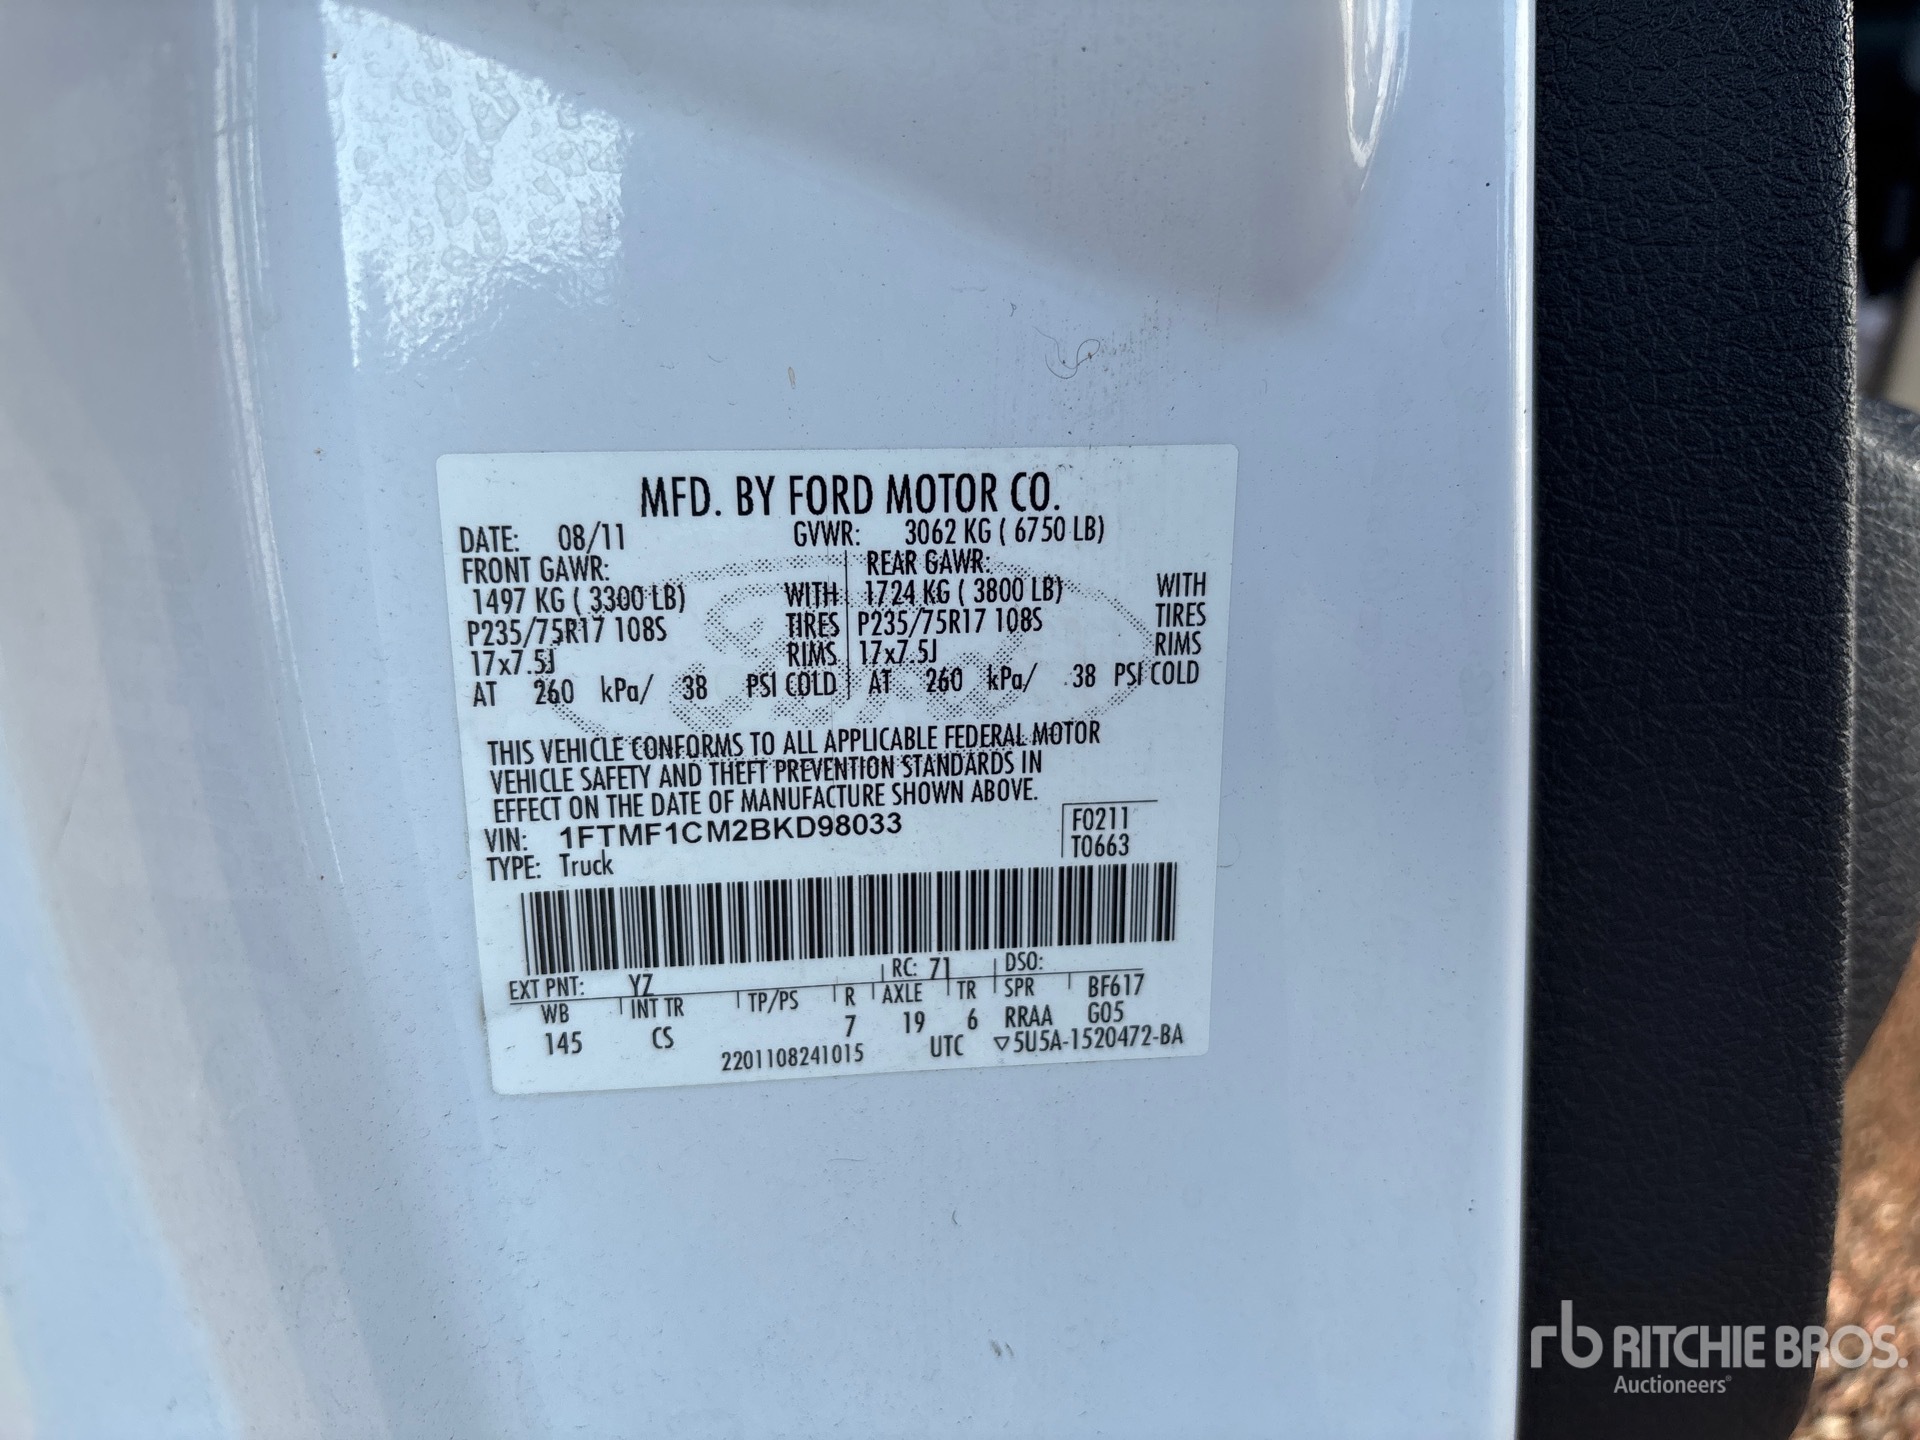 MFD. BY FORD MOTOR CO.
DATE: 08/11 GVWR: 3062 KG ( 6750 LB)
FRONT GAWR: REAR GAWR:
1497 KG ( 3300 LB) WITH 1724 KG ( 3800 LB) WITH
P235/75R17 108S TIRES P235/75R17 108S TIRES
17x7.5J RIMS 17x7.5J RIMS
AT 260 kPa/ 38 PSI COLD AT 260 kPa/ 38 PSI COLD
THIS VEHICLE CONFORMS TO ALL APPLICABLE FEDERAL MOTOR
VEHICLE SAFETY AND THEFT PREVENTION STANDARDS IN
EFFECT ON THE DATE OF MANUFACTURE SHOWN ABOVE.
VIN: 1FTMF1CM2BKD98033 F0211
TYPE: Truck T0663
EXT PNT: YZ RC: 71 DSO:
WB INT TR TP/PS R AXLE TR SPR BF617
145 CS 7 19 6 RRAA G05
2201108241015 UTC ▽5U5A-1520472-BA
rb RITCHIE BROS.
Auctioneers®